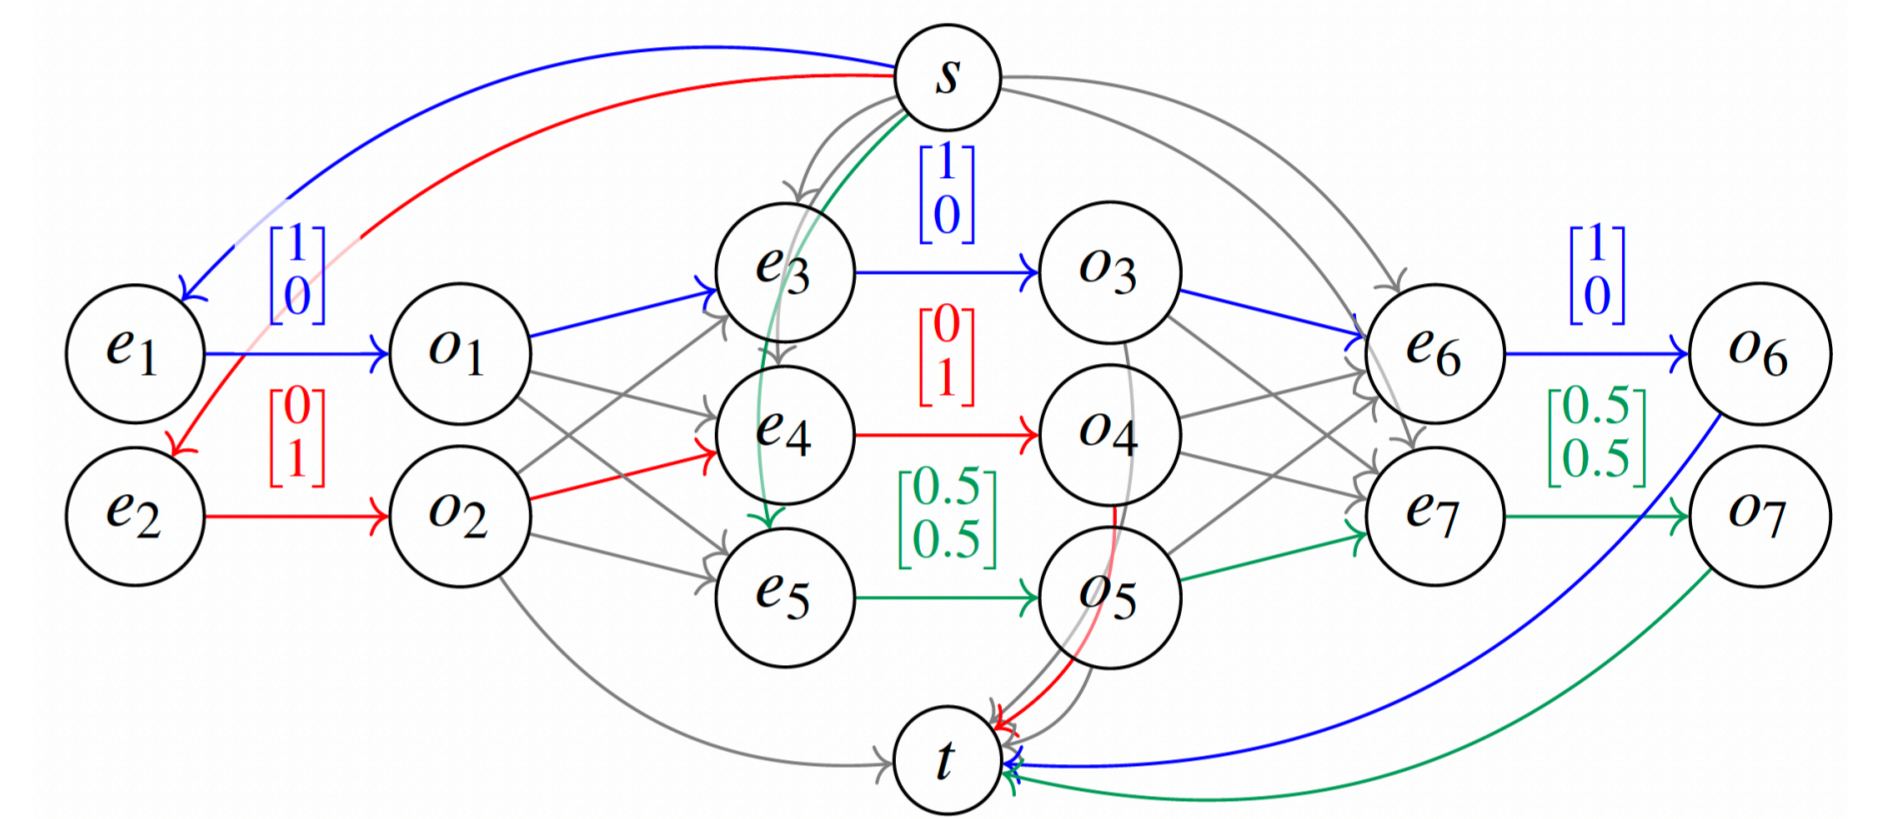 s
[1 0]
e3
o3
[1 0]
[1 0]
e1
o1
[0 1]
e6
o6
[0 1]
e4
o4
[0.5 0.5]
e2
o2
[0.5 0.5]
e7
o7
e5
o5
t